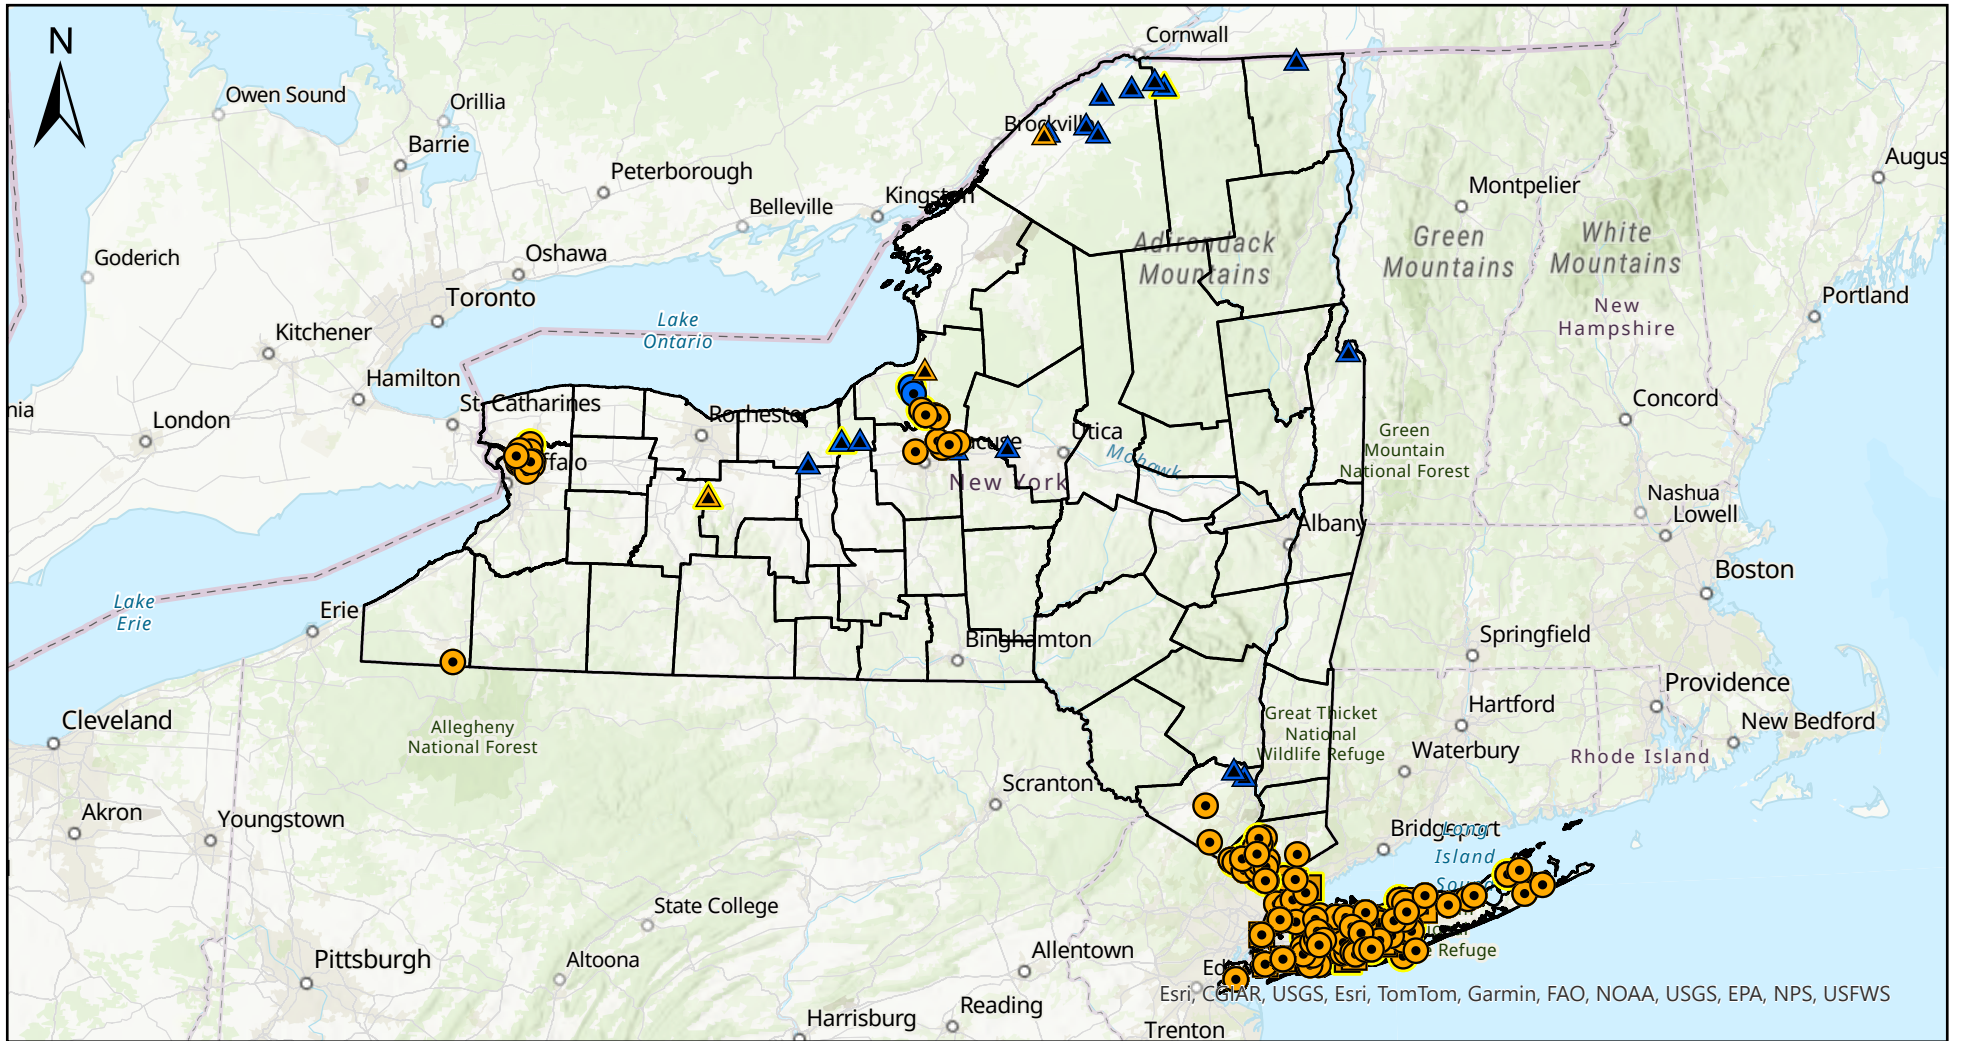 N
Cornwall
Owen Sound
Orillia
Barrie
Peterborough
Belleville
Kingston
Augus
Montpelier
Adirondack
Mountains
Green
Mountains
White
Mountains
Goderich
Oshawa
Toronto
Lake
Ontario
New
Hampshire
Portland
Kitchener
Hamilton
St. Catharines
Rochester
Concord
nia
London
Utica
Mohawk
New York
Green
Mountain
National Forest
Nashua
Lowell
Albany
Boston
Lake
Erie
Erie
Binghamton
Springfield
Providence
Hartford
New Bedford
Cleveland
Allegheny
National Forest
Great Thicket
National
Wildlife Refuge
Waterbury
Rhode Island
Scranton
Akron
Youngstown
Bridgeport
Long
Island
State College
Pittsburgh
Altoona
Allentown
Refuge
Esri, CGIAR, USGS, Esri, TomTom, Garmin, FAO, NOAA, USGS, EPA, NPS, USFWS
Reading
Harrisburg
Trenton